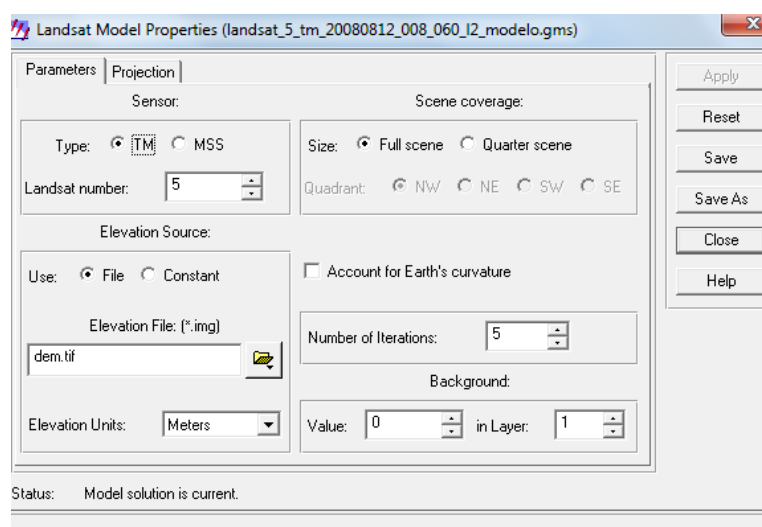 Landsat Model Properties (landsat_5_tm_20080812_008_060_l2_modelo.gms)
Parameters Projection
Sensor:
Type: TM MSS
Landsat number: 5
Scene coverage:
Size: Full scene Quarter scene
Quadrant: NW NE SW SE
Elevation Source:
Use: File Constant
Elevation File: (*.img)
dem.tif
Elevation Units: Meters
Account for Earth's curvature
Number of Iterations: 5
Background:
Value: 0 in Layer: 1
Apply
Reset
Save
Save As
Close
Help
Status: Model solution is current.